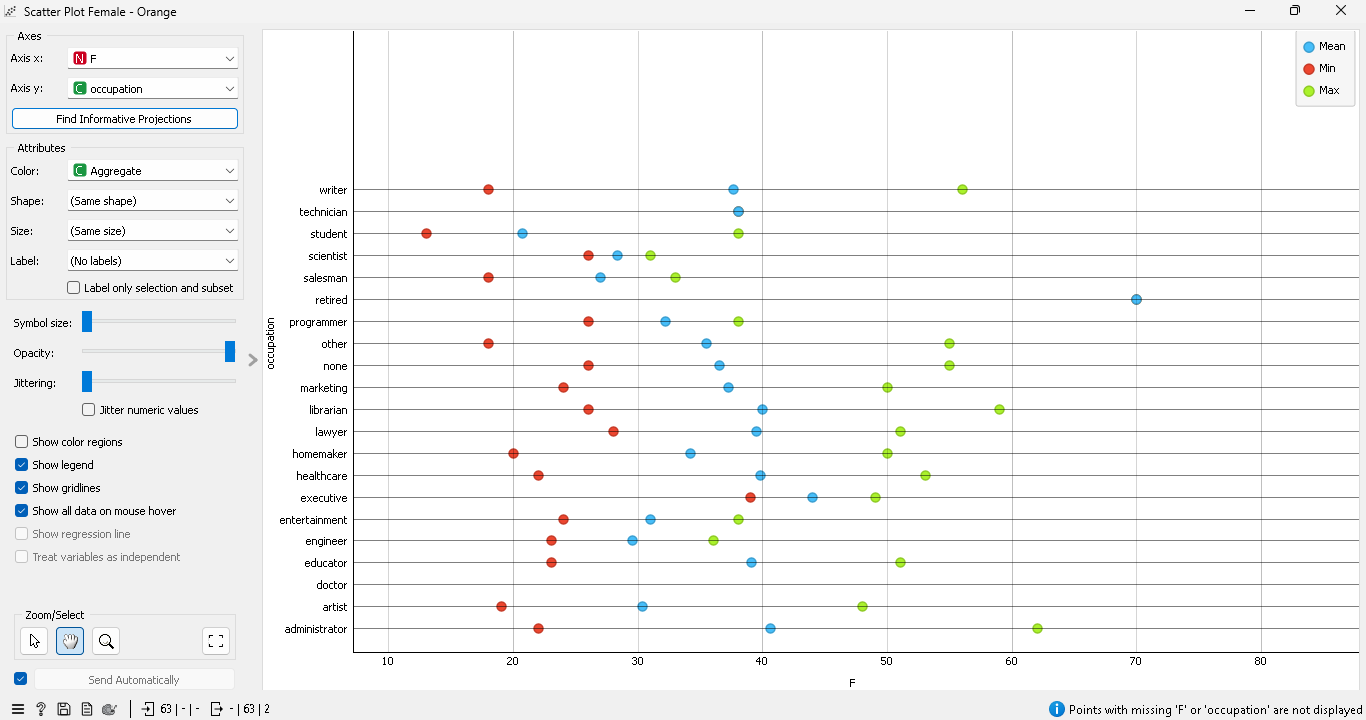 Scatter Plot Female - Orange
Axes
Axis x: N F
Axis y: C occupation
Find Informative Projections
Attributes
Color: C Aggregate
Shape: (Same shape)
Size: (Same size)
Label: (No labels)
Label only selection and subset
Symbol size:
Opacity:
Jittering:
Jitter numeric values
Show color regions
Show legend
Show gridlines
Show all data on mouse hover
Show regression line
Treat variables as independent
Zoom/Select
Send Automatically
63 | - | - - | 63 | 2
Mean
Min
Max
occupation
writer
technician
student
scientist
salesman
retired
programmer
other
none
marketing
librarian
lawyer
homemaker
healthcare
executive
entertainment
engineer
educator
doctor
artist
administrator
10 20 30 40 50 60 70 80
F
Points with missing 'F' or 'occupation' are not displayed